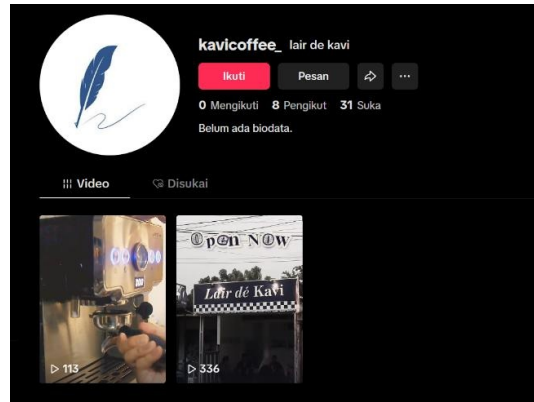 kavicoffee_ lair de kavi
Ikuti Pesan
0 Mengikuti 8 Pengikut 31 Suka
Belum ada biodata.
Video Disukai
Open Now
Lair dé Kavi
113
336